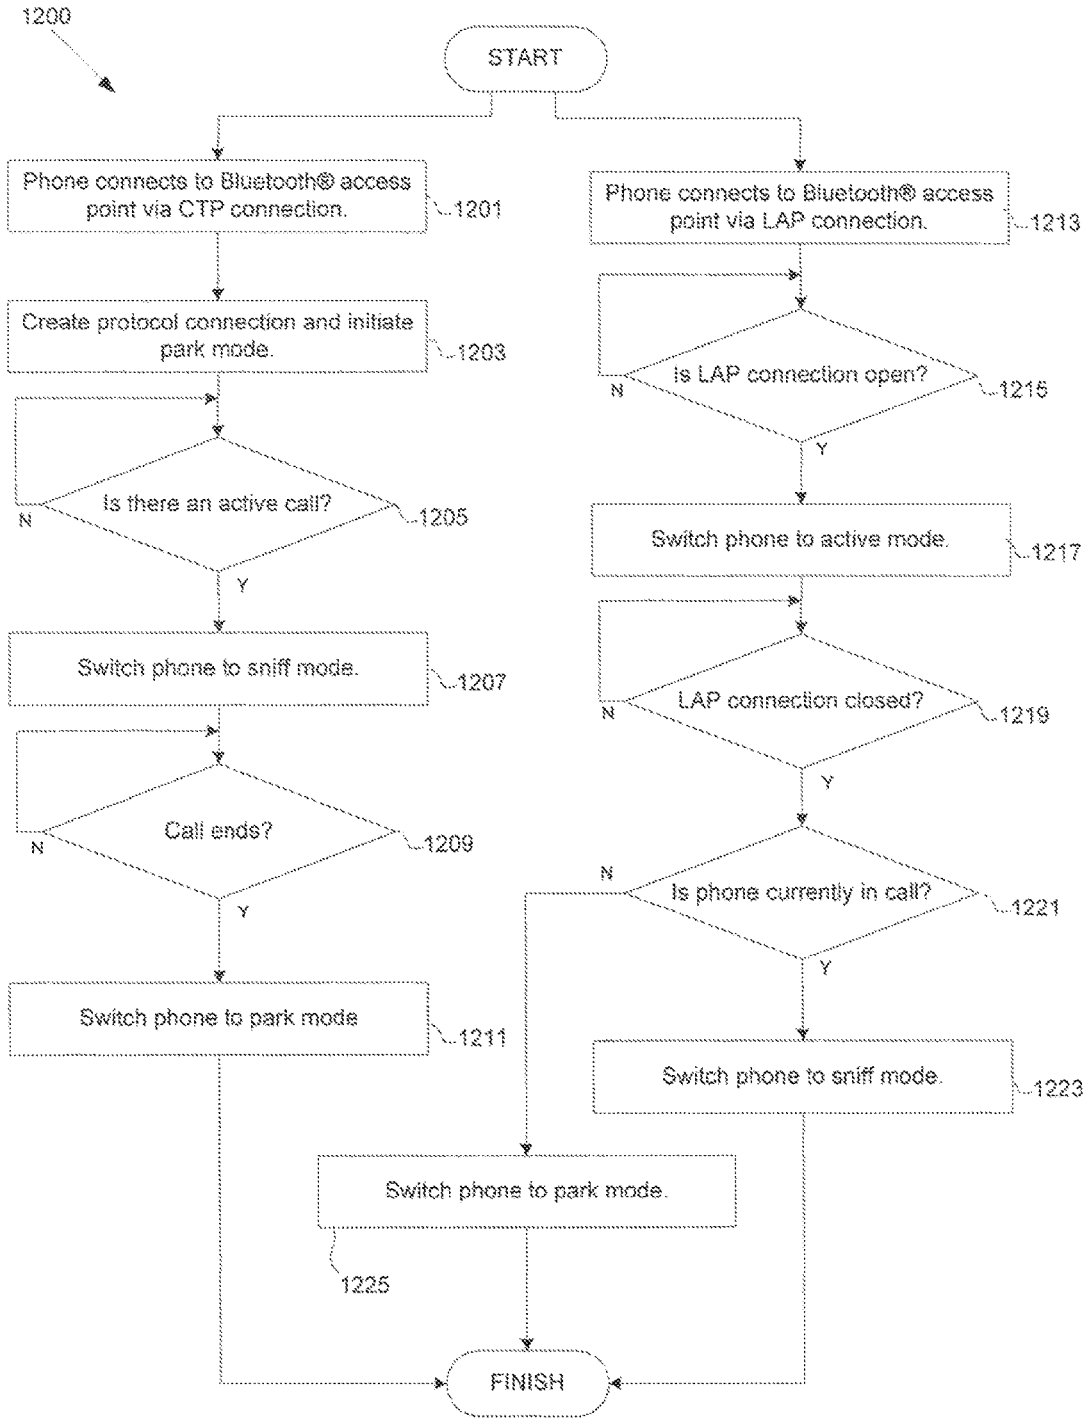 1200
START
Phone connects to Bluetooth® access
point via CTP connection.
1201
Create protocol connection and initiate
park mode.
1203
Is there an active call?
1205
N
Y
Switch phone to sniff mode.
1207
Call ends?
1209
N
Y
Switch phone to park mode
1211
Phone connects to Bluetooth® access
point via LAP connection.
1213
Is LAP connection open?
1215
N
Y
Switch phone to active mode.
1217
LAP connection closed?
1219
N
Y
Is phone currently in call?
1221
N
Y
Switch phone to sniff mode.
1223
Switch phone to park mode.
1225
FINISH